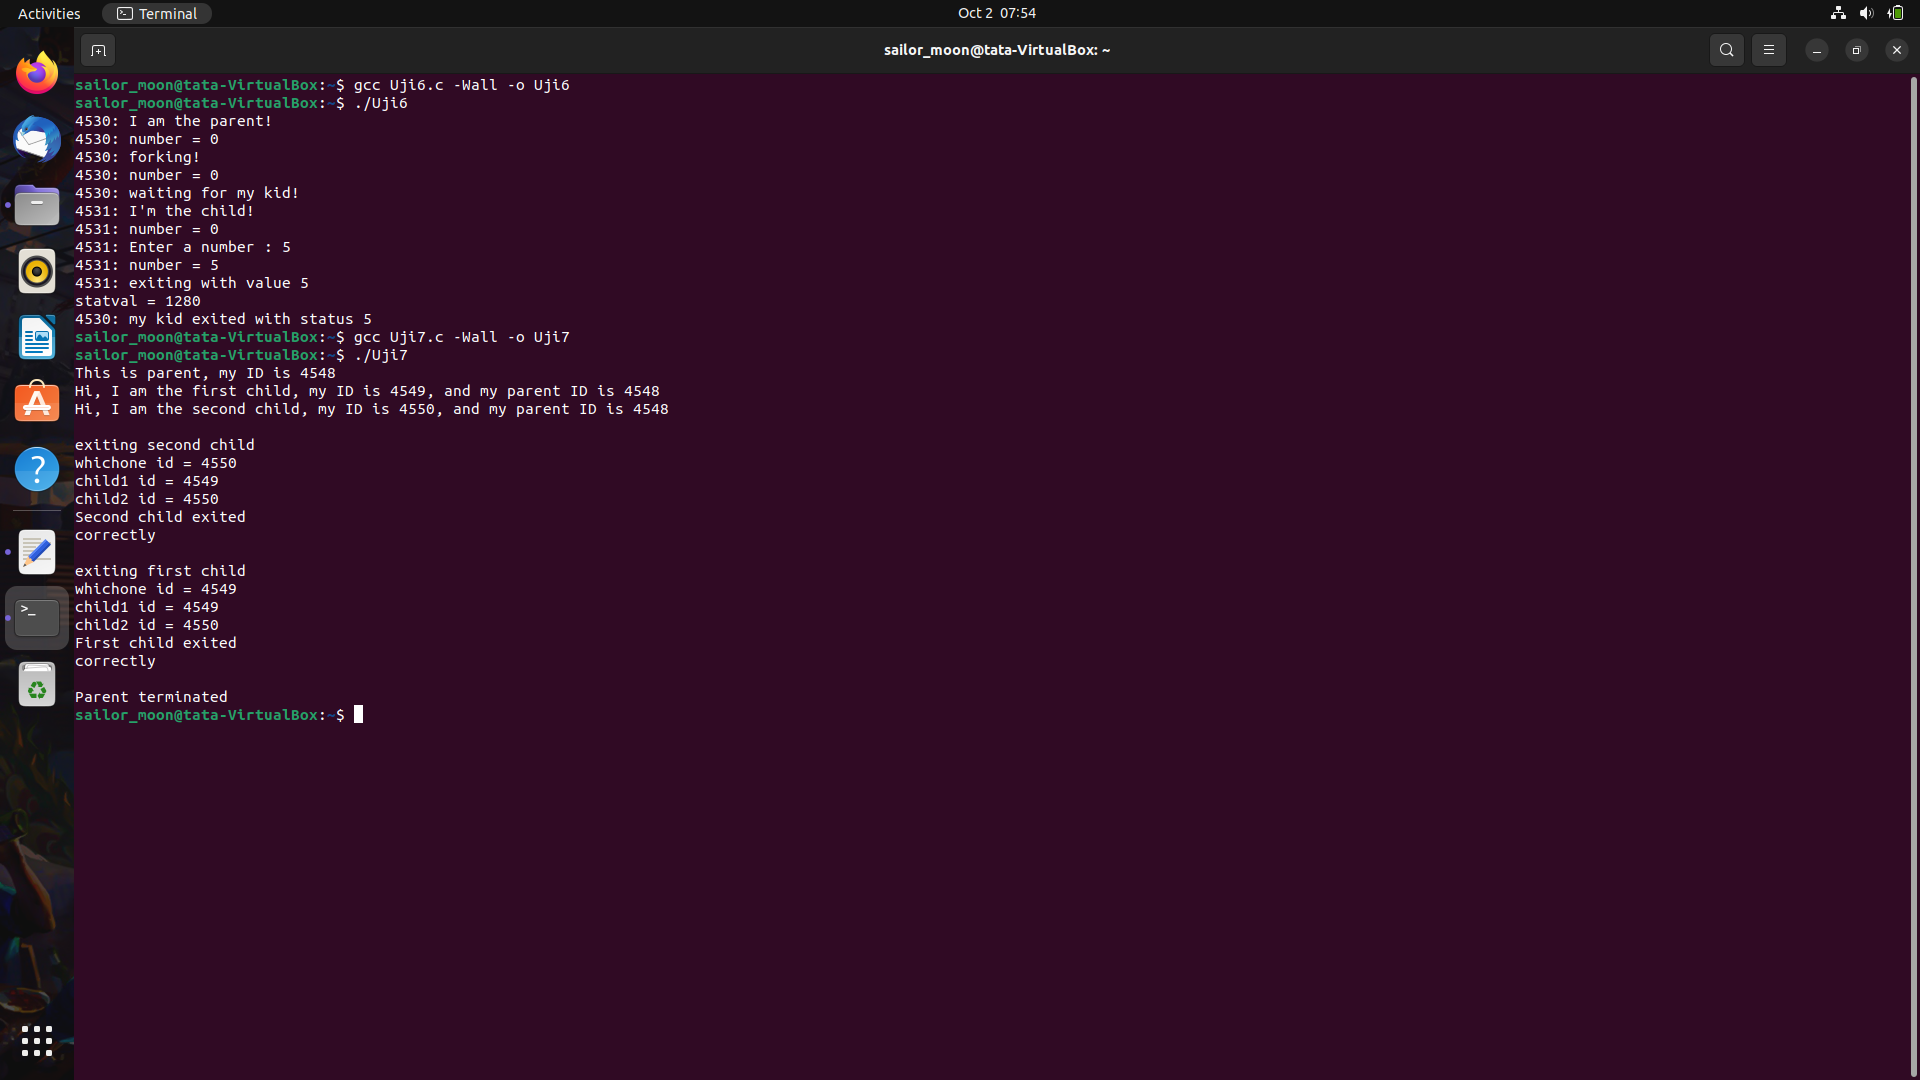 Activities
Terminal
Oct 2 07:54
sailor_moon@tata-VirtualBox: ~
sailor_moon@tata-VirtualBox:~$ gcc Uji6.c -Wall -o Uji6
sailor_moon@tata-VirtualBox:~$ ./Uji6
4530: I am the parent!
4530: number = 0
4530: forking!
4530: number = 0
4530: waiting for my kid!
4531: I'm the child!
4531: number = 0
4531: Enter a number : 5
4531: number = 5
4531: exiting with value 5
statval = 1280
4530: my kid exited with status 5
sailor_moon@tata-VirtualBox:~$ gcc Uji7.c -Wall -o Uji7
sailor_moon@tata-VirtualBox:~$ ./Uji7
This is parent, my ID is 4548
Hi, I am the first child, my ID is 4549, and my parent ID is 4548
Hi, I am the second child, my ID is 4550, and my parent ID is 4548
exiting second child
whichone id = 4550
child1 id = 4549
child2 id = 4550
Second child exited
correctly
exiting first child
whichone id = 4549
child1 id = 4549
child2 id = 4550
First child exited
correctly
Parent terminated
sailor_moon@tata-VirtualBox:~$